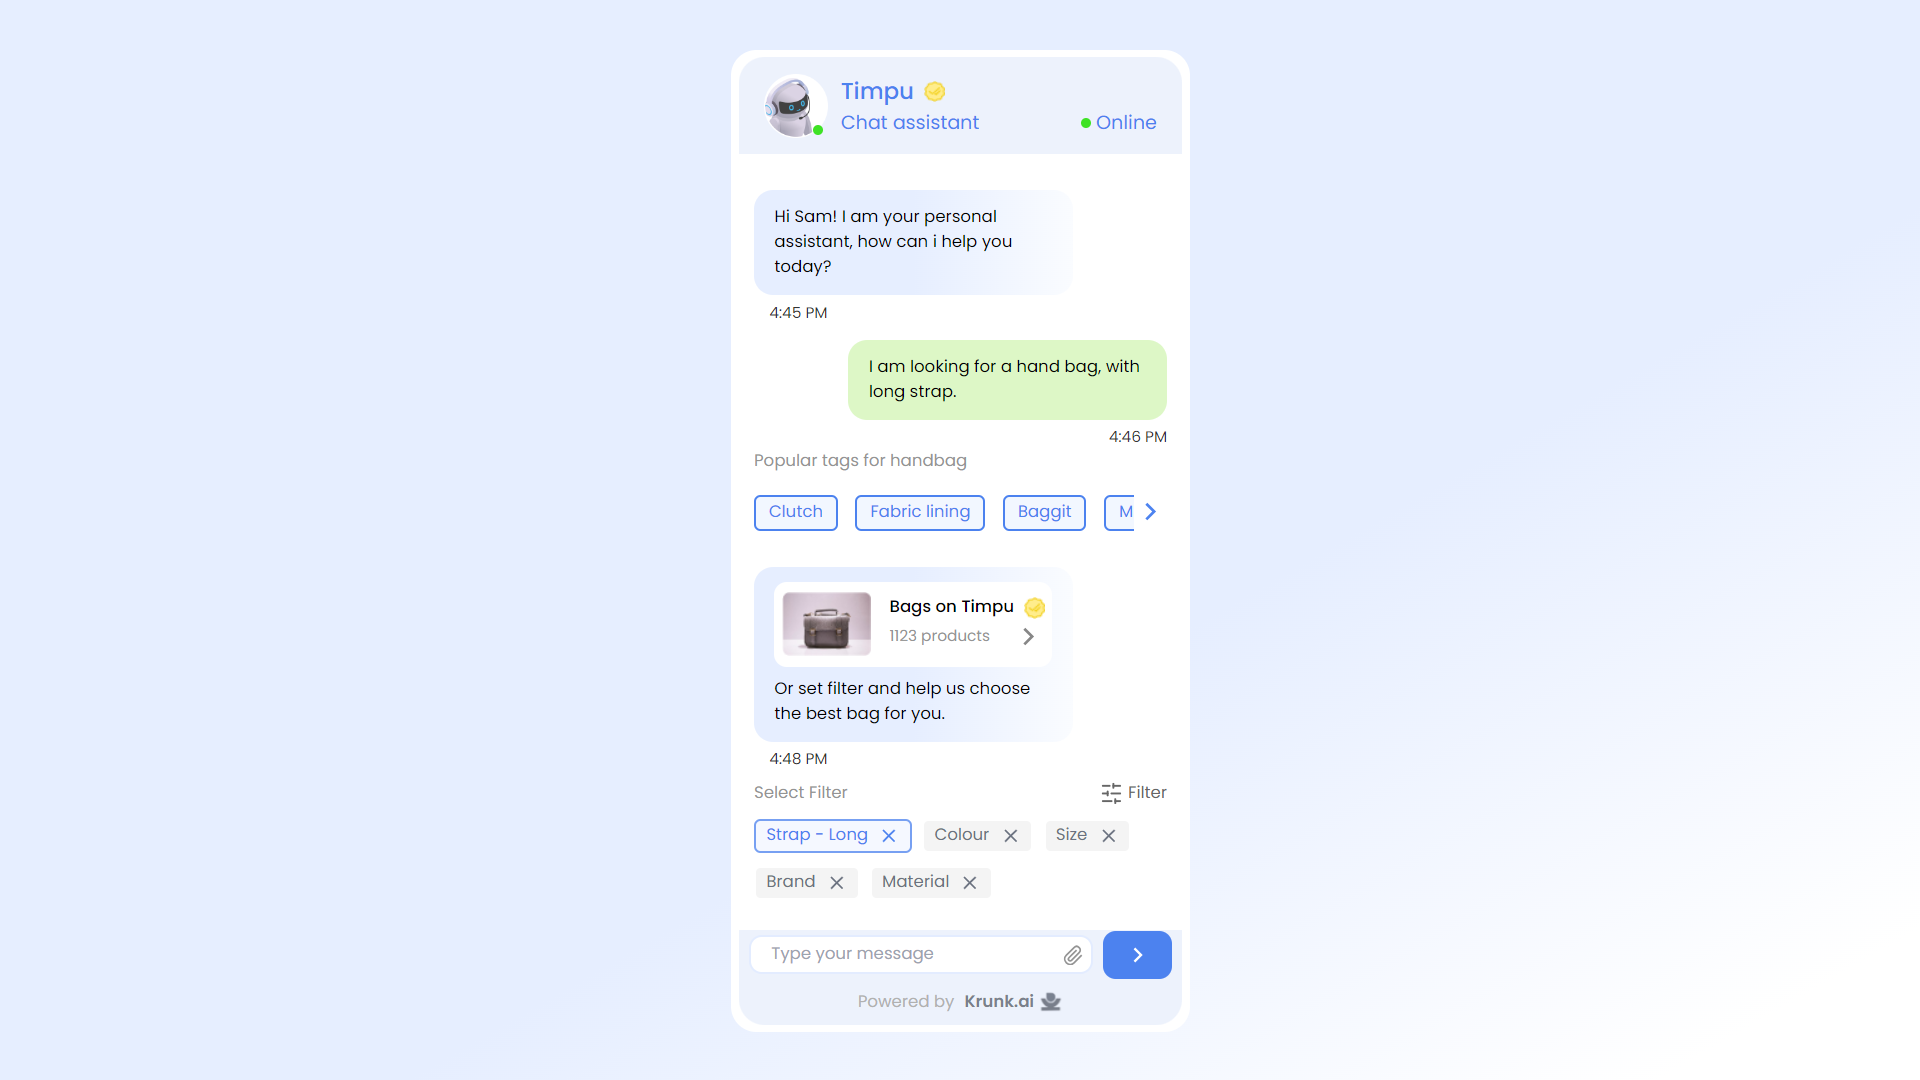 Timpu
Chat assistant
Online
Hi Sam! I am your personal
assistant, how can i help you
today?
4:45 PM
I am looking for a hand bag, with
long strap.
4:46 PM
Popular tags for handbag
Clutch Fabric lining Baggit M
Bags on Timpu
1123 products
Or set filter and help us choose
the best bag for you.
4:48 PM
Select Filter Filter
Strap - Long Colour Size
Brand Material
Type your message
Powered by Krunk.ai